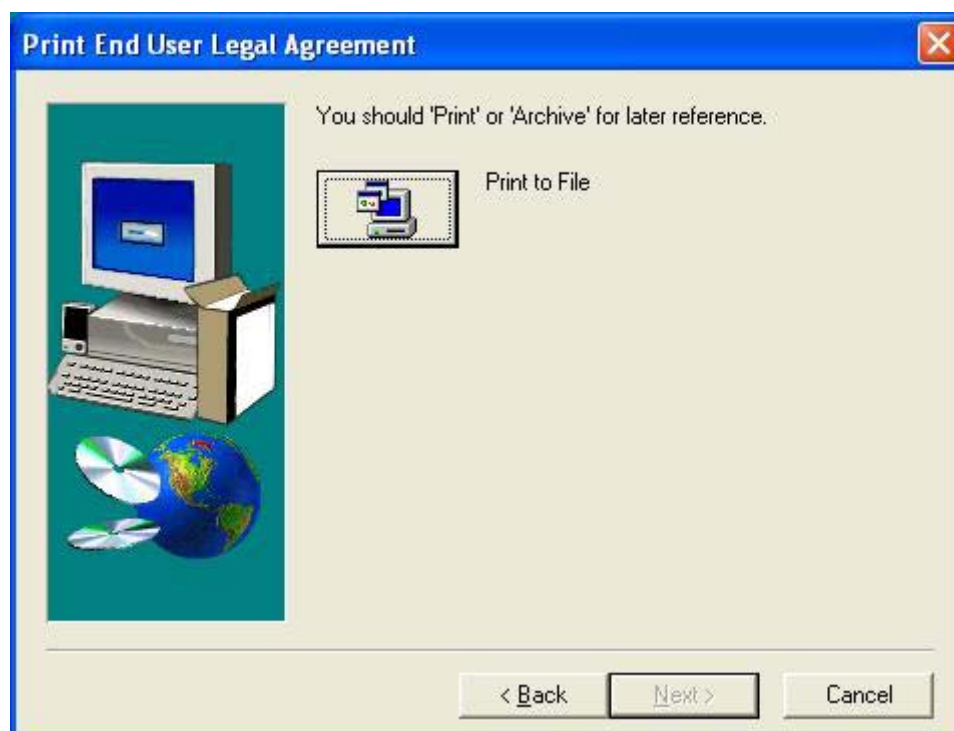 Print End User Legal Agreement
You should 'Print' or 'Archive' for later reference.
Print to File
< Back
Next >
Cancel